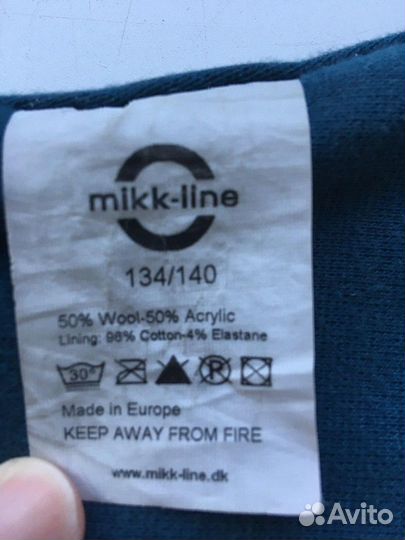 mikk-line
134/140
50% Wool-50% Acrylic
Lining: 96% Cotton-4% Elastane
30°
P
Made in Europe
KEEP AWAY FROM FIRE
www.mikk-line.dk
Avito